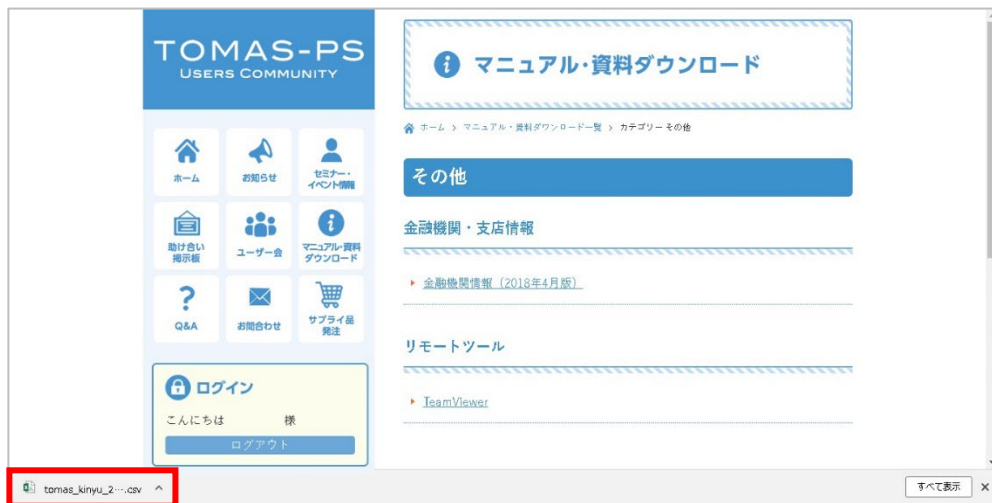 TOMAS-PS
USERS COMMUNITY
マニュアル・資料ダウンロード
ホーム > マニュアル・資料ダウンロード一覧 > カテゴリー その他
ホーム
お知らせ
セミナー・
イベント情報
助け合い
掲示板
ユーザー会
マニュアル・資料
ダウンロード
Q&A
お問合わせ
サプライ品
発注
その他
金融機関・支店情報
金融機関情報（2018年4月版）
リモートツール
TeamViewer
ログイン
こんにちは 様
ログアウト
tomas_kinyu_2….csv
すべて表示